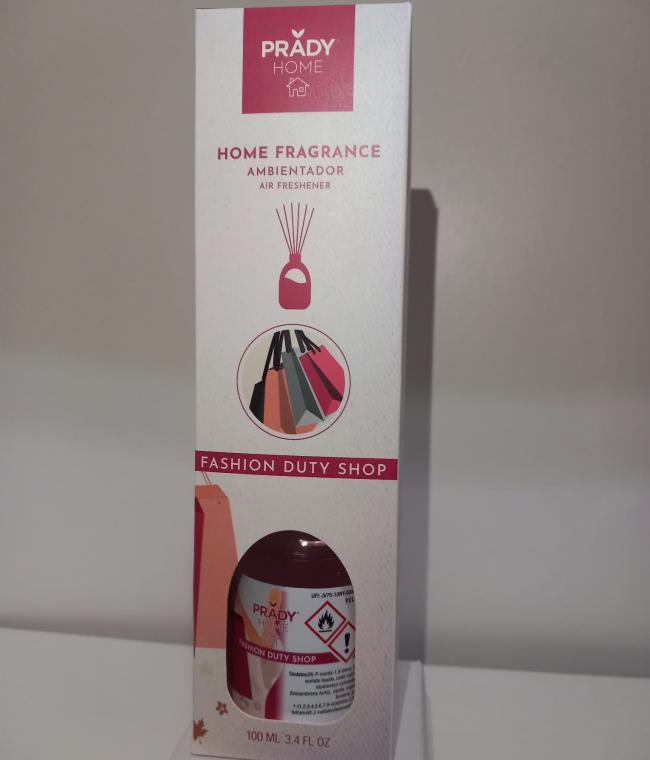 PRADY
HOME
HOME FRAGRANCE
AMBIENTADOR
AIR FRESHENER
FASHION DUTY SHOP
PRADY
HOME
FASHION DUTY SHOP
100 ML 3.4 FL OZ